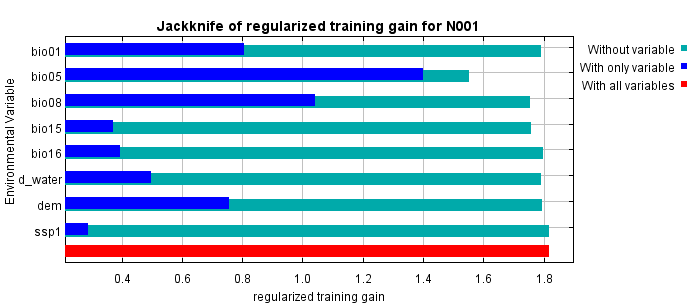 Jackknife of regularized training gain for N001
Environmental Variable
bio01
bio05
bio08
bio15
bio16
d_water
dem
ssp1
0.4 0.6 0.8 1.0 1.2 1.4 1.6 1.8
regularized training gain
Without variable
With only variable
With all variables